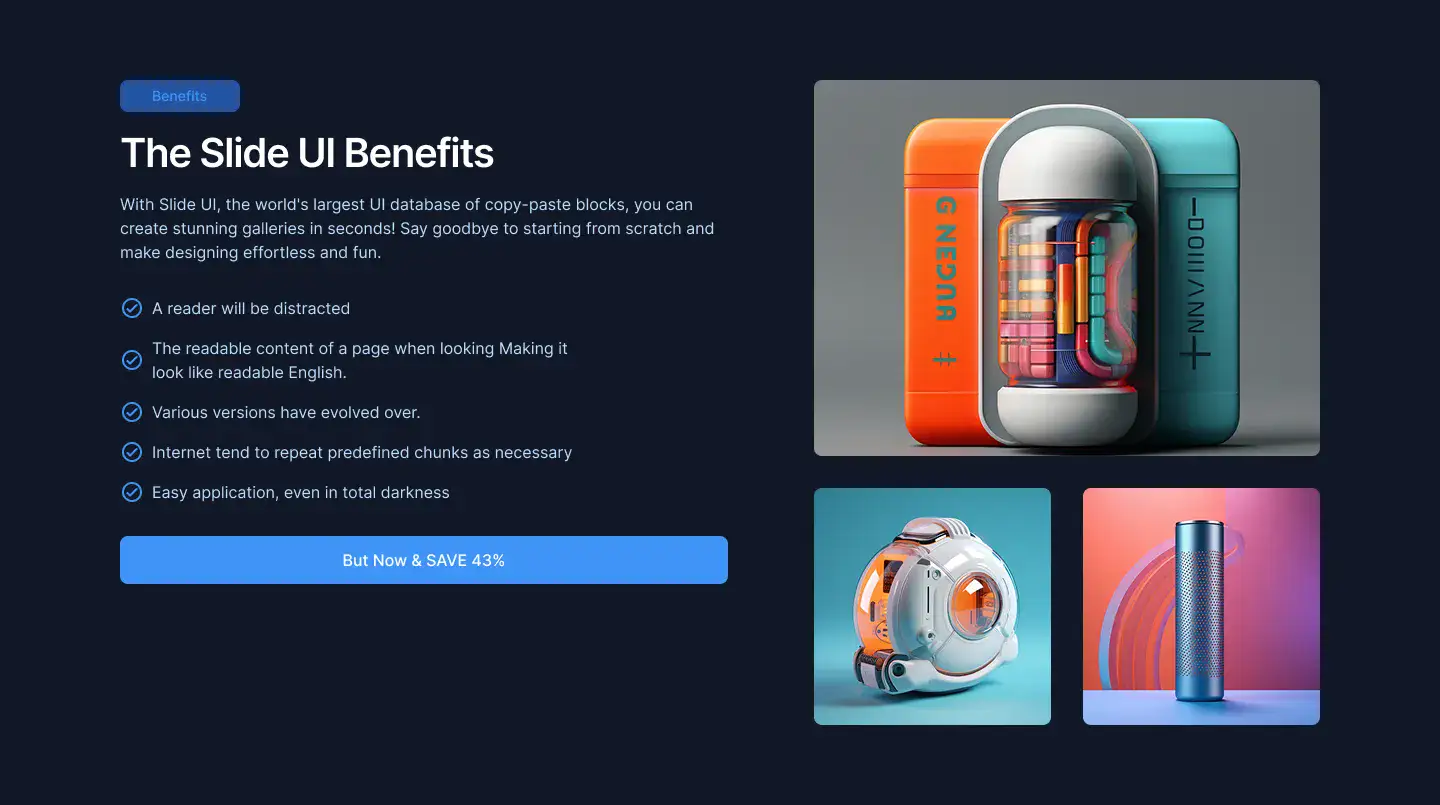 Benefits
The Slide UI Benefits
With Slide UI, the world's largest UI database of copy-paste blocks, you can
create stunning galleries in seconds! Say goodbye to starting from scratch and
make designing effortless and fun.
A reader will be distracted
The readable content of a page when looking Making it
look like readable English.
Various versions have evolved over.
Internet tend to repeat predefined chunks as necessary
Easy application, even in total darkness
But Now & SAVE 43%